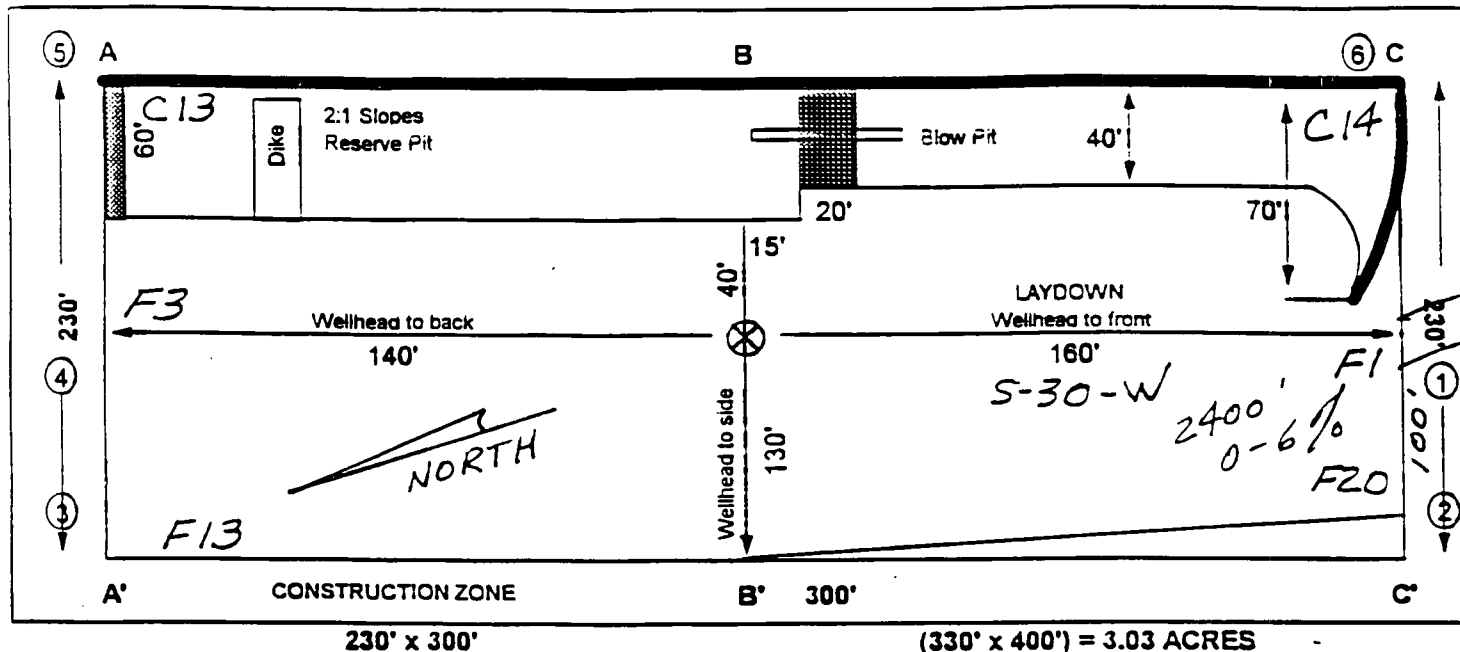 ⑤ A B ⑥ C
C13 60' Dike 2:1 Slopes
Reserve Pit
Blow Pit 40' C14
20' 70'
15'
40'
230' F3 Wellhead to back
140'
LAYDOWN
Wellhead to front
160'
230'
④ F1 ①
S-30-W
2400'
0-6%
100'
NORTH
Wellhead to side
130'
F20
③ F13 ②
A' CONSTRUCTION ZONE B' 300' C'
230' x 300' (330' x 400') = 3.03 ACRES